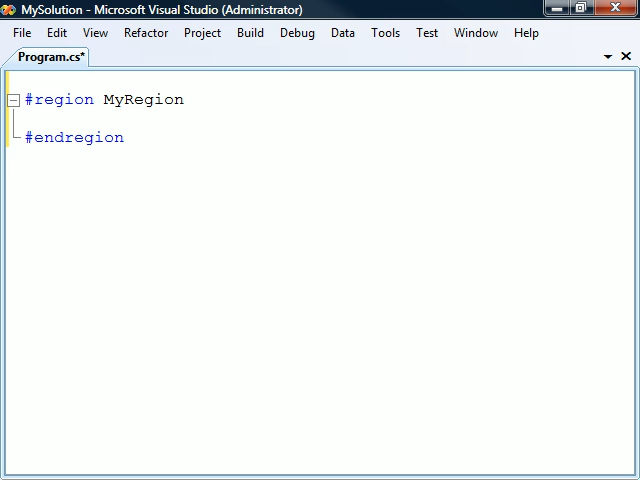 MySolution - Microsoft Visual Studio (Administrator)
File Edit View Refactor Project Build Debug Data Tools Test Window Help
Program.cs*
#region MyRegion
#endregion